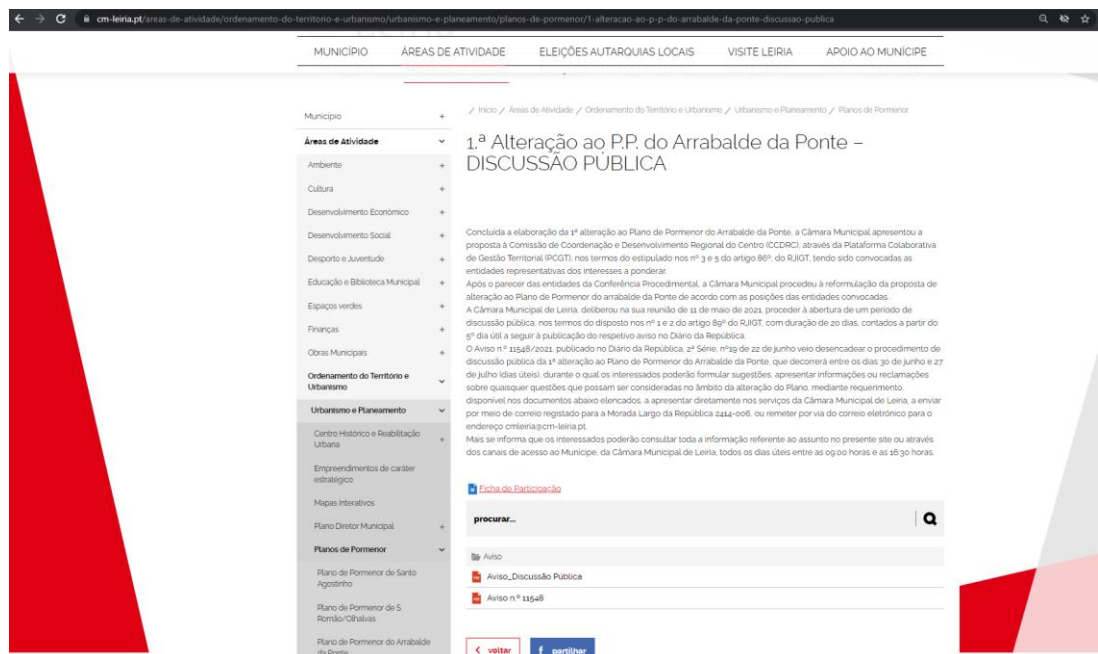 cm-leiria.pt/areas-de-atividade/ordenamento-do-territorio-e-urbanismo/urbanismo-e-planeamento/planos-de-pormenor/1-alteracao-ao-p-p-do-arrabalde-da-ponte-discussao-publica
MUNICÍPIO ÁREAS DE ATIVIDADE ELEIÇÕES AUTARQUIAS LOCAIS VISITE LEIRIA APOIO AO MUNÍCIPE
/ Início / Áreas de Atividade / Ordenamento do Território e Urbanismo / Urbanismo e Planeamento / Planos de Pormenor
Município +
Áreas de Atividade
Ambiente +
Cultura +
Desenvolvimento Económico +
Desenvolvimento Social +
Desporto e Juventude +
Educação e Biblioteca Municipal +
Espaços verdes +
Finanças +
Obras Municipais +
Ordenamento do Território e
Urbanismo
Urbanismo e Planeamento
Centro Histórico e Reabilitação +
Urbana
Empreendimentos de caráter
estratégico
Mapas Interativos
Plano Diretor Municipal +
Planos de Pormenor
Plano de Pormenor de Santo
Agostinho
Plano de Pormenor de S.
Romão/Olhalvas
Plano de Pormenor do Arrabalde
da Ponte
1.ª Alteração ao P.P. do Arrabalde da Ponte –
DISCUSSÃO PÚBLICA
Concluída a elaboração da 1ª alteração ao Plano de Pormenor do Arrabalde da Ponte, a Câmara Municipal apresentou a
proposta à Comissão de Coordenação e Desenvolvimento Regional do Centro (CCDRC), através da Plataforma Colaborativa
de Gestão Territorial (PCGT), nos termos do estipulado nos nº 3 e 5 do artigo 86º, do RJIGT, tendo sido convocadas as
entidades representativas dos interesses a ponderar.
Após o parecer das entidades da Conferência Procedimental, a Câmara Municipal procedeu à reformulação da proposta de
alteração ao Plano de Pormenor do arrabalde da Ponte de acordo com as posições das entidades convocadas.
A Câmara Municipal de Leiria, deliberou na sua reunião de 11 de maio de 2021, proceder à abertura de um período de
discussão pública, nos termos do disposto nos nº 1 e 2 do artigo 89º do RJIGT, com duração de 20 dias, contados a partir do
5º dia útil a seguir à publicação do respetivo aviso no Diário da República.
O Aviso n.º 11548/2021, publicado no Diário da República, 2ª Série, nº19 de 22 de junho veio desencadear o procedimento de
discussão pública da 1ª alteração ao Plano de Pormenor do Arrabalde da Ponte, que decorrerá entre os dias 30 de junho e 27
de julho (dias úteis), durante o qual os interessados poderão formular sugestões, apresentar informações ou reclamações
sobre quaisquer questões que possam ser consideradas no âmbito da alteração do Plano, mediante requerimento,
disponível nos documentos abaixo elencados, a apresentar diretamente nos serviços da Câmara Municipal de Leiria, a enviar
por meio de correio registado para a Morada Largo da República 2414-006, ou remeter por via do correio eletrónico para o
endereço cmleiria@cm-leiria.pt.
Mais se informa que os interessados poderão consultar toda a informação referente ao assunto no presente site ou através
dos canais de acesso ao Munícipe, da Câmara Municipal de Leiria, todos os dias úteis entre as 09:00 horas e as 16:30 horas.
Ficha de Participação
procurar...
Aviso
Aviso_Discussão Pública
Aviso n.º 11548
voltar
f partilhar